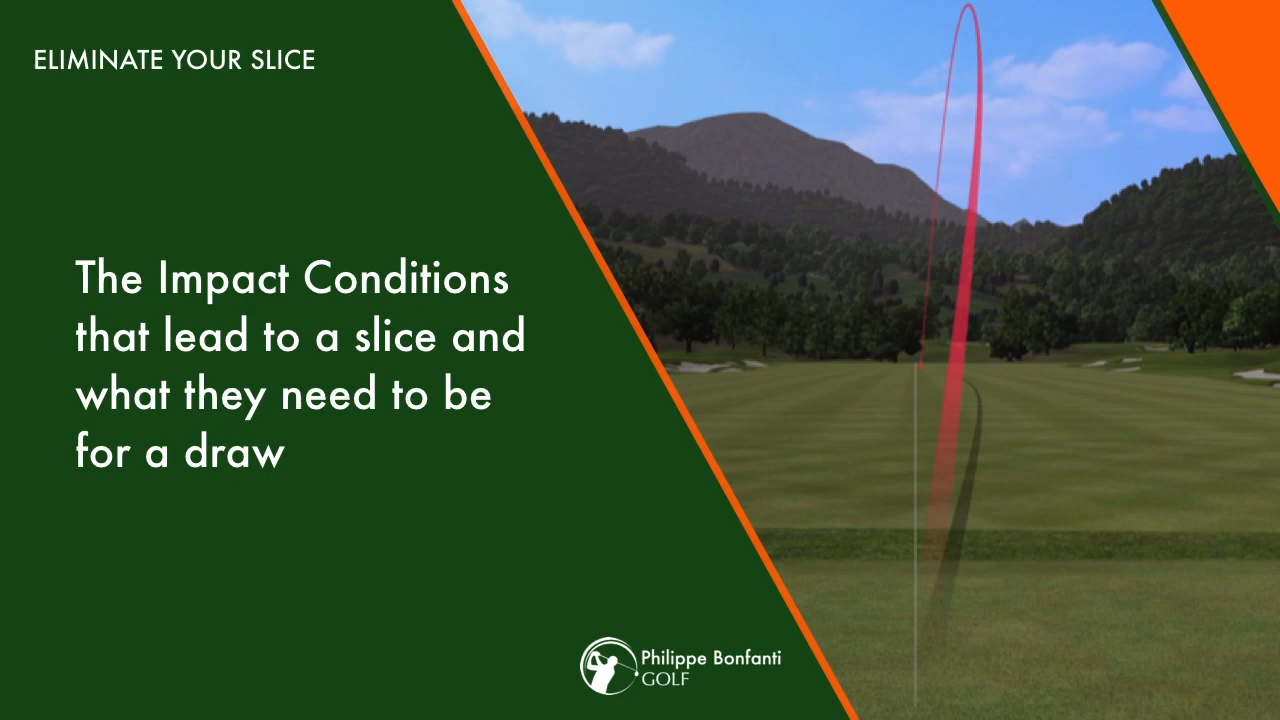 ELIMINATE YOUR SLICE
The Impact Conditions
that lead to a slice and
what they need to be
for a draw
Philippe Bonfanti
GOLF